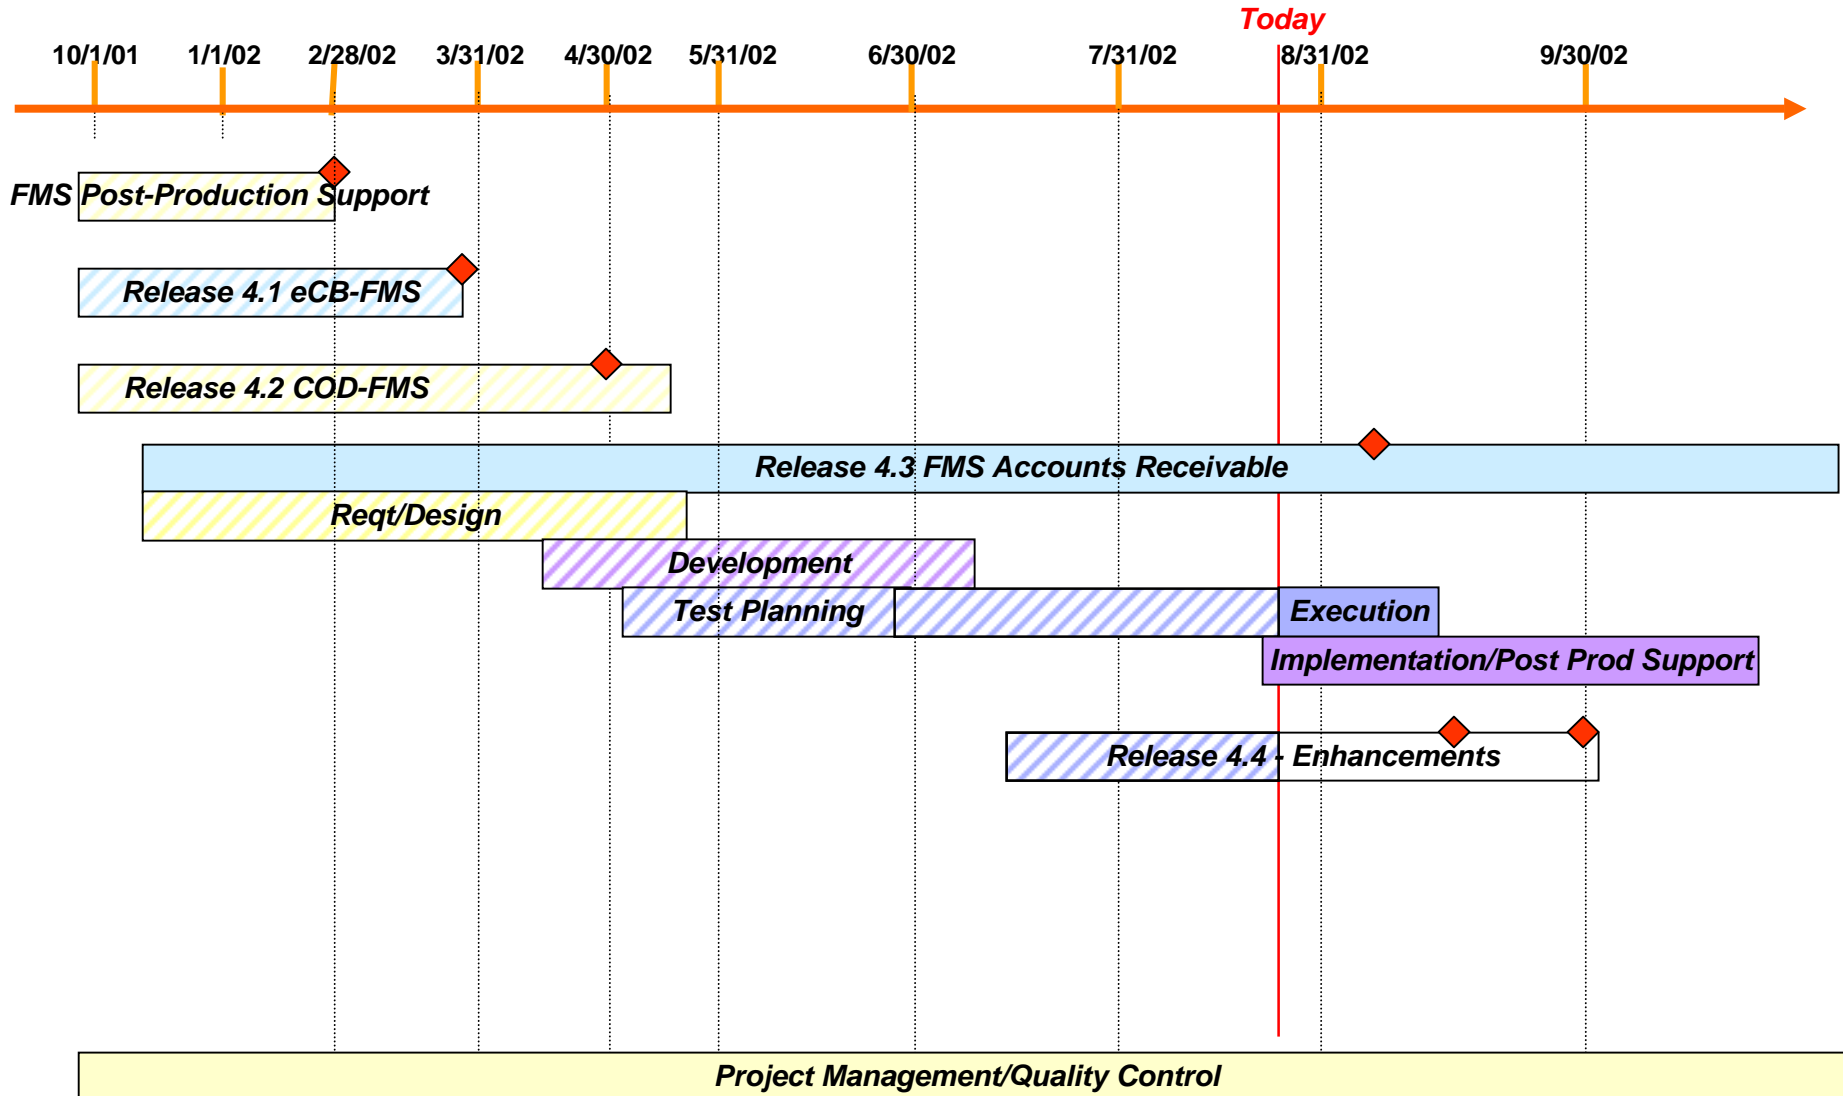 Today
10/1/01 1/1/02 2/28/02 3/31/02 4/30/02 5/31/02 6/30/02 7/31/02 8/31/02 9/30/02
FMS Post-Production Support
Release 4.1 eCB-FMS
Release 4.2 COD-FMS
Release 4.3 FMS Accounts Receivable
Reqt/Design
Development
Test Planning Execution
Implementation/Post Prod Support
Release 4.4 - Enhancements
Project Management/Quality Control